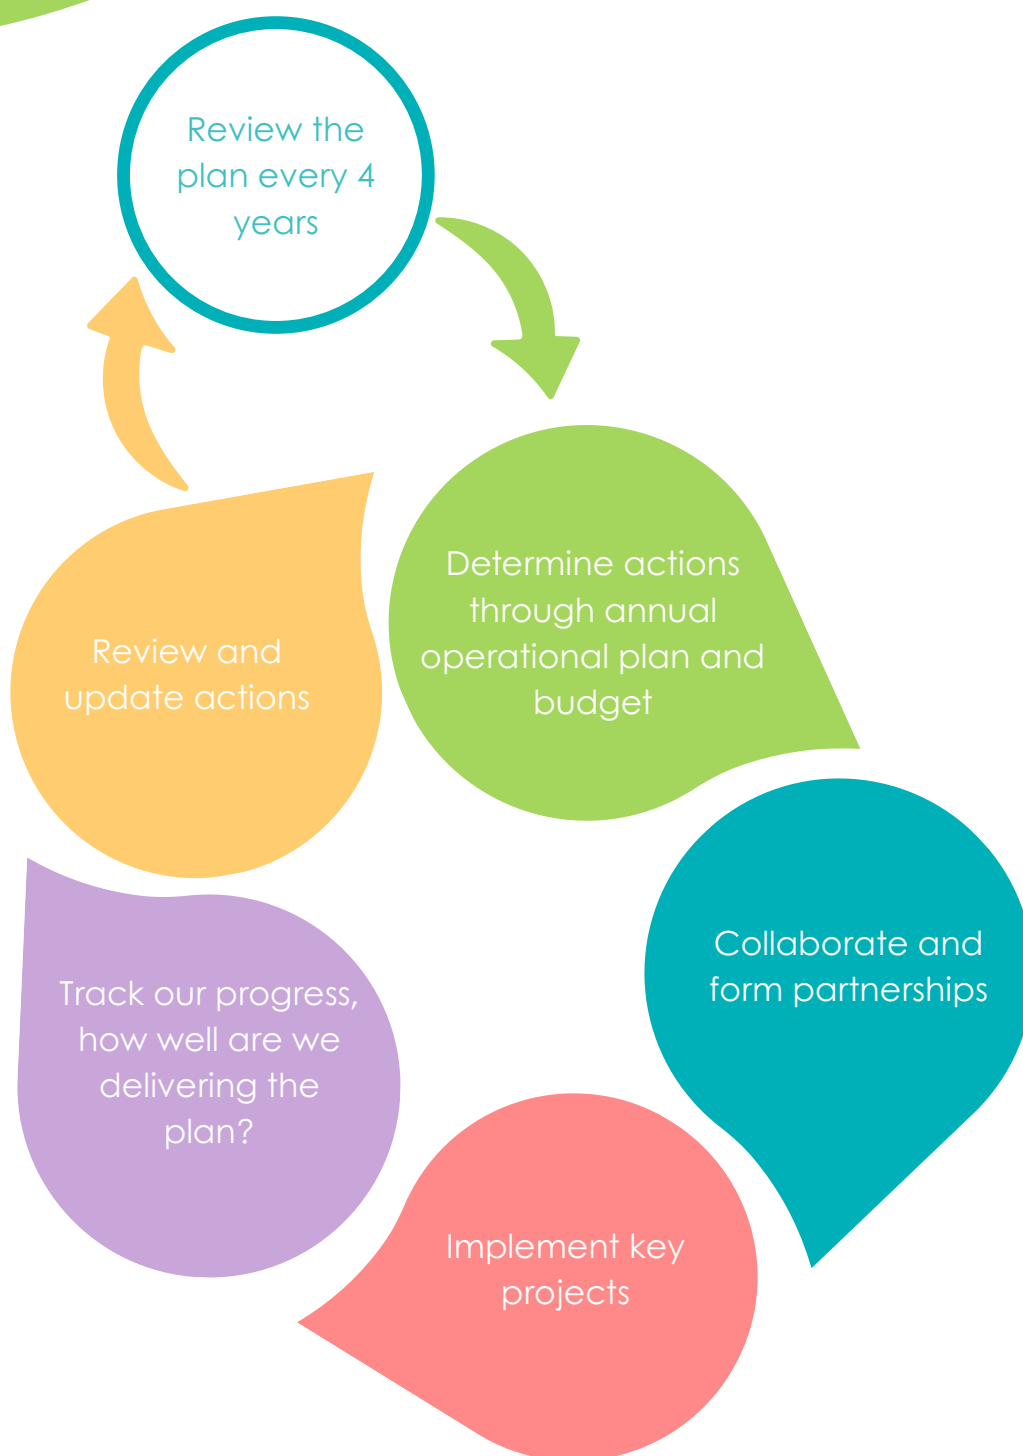 Review the
plan every 4
years
Determine actions
through annual
operational plan and
budget
Collaborate and
form partnerships
Implement key
projects
Track our progress,
how well are we
delivering the
plan?
Review and
update actions